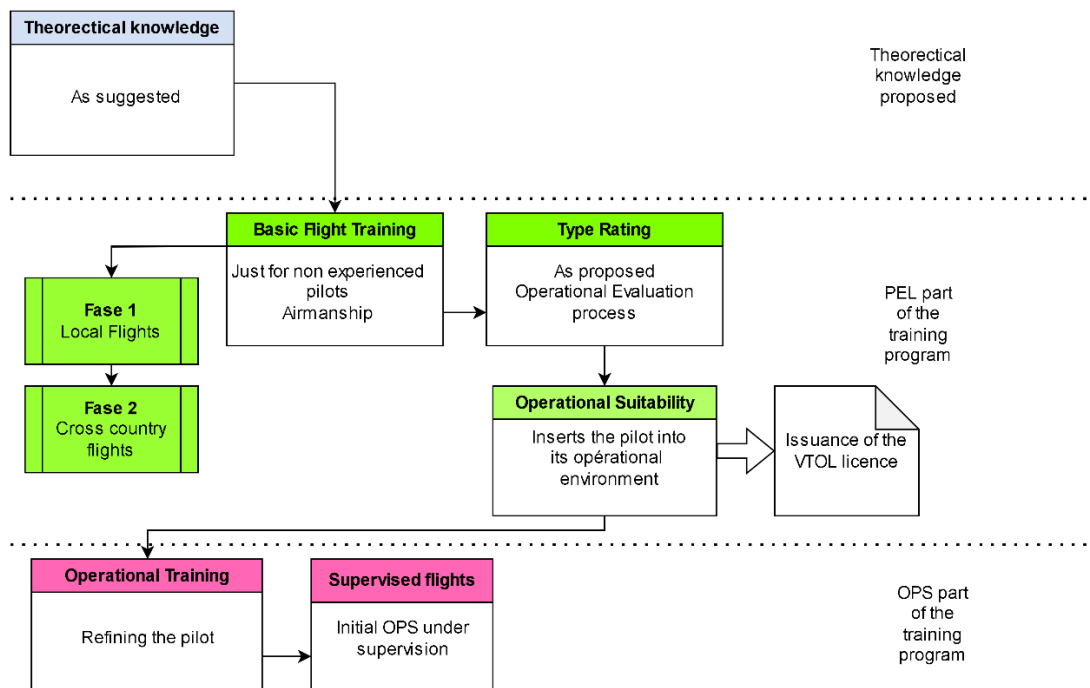 Theorectical knowledge
As suggested
Theorectical
knowledge
proposed
Basic Flight Training
Just for non experienced
pilots
Airmanship
Type Rating
As proposed
Operational Evaluation
process
Fase 1
Local Flights
Fase 2
Cross country
flights
PEL part
of the
training
program
Operational Suitability
Inserts the pilot into
its opérational
environment
Issuance of the
VTOL licence
Operational Training
Refining the pilot
Supervised flights
Initial OPS under
supervision
OPS part
of the
training
program